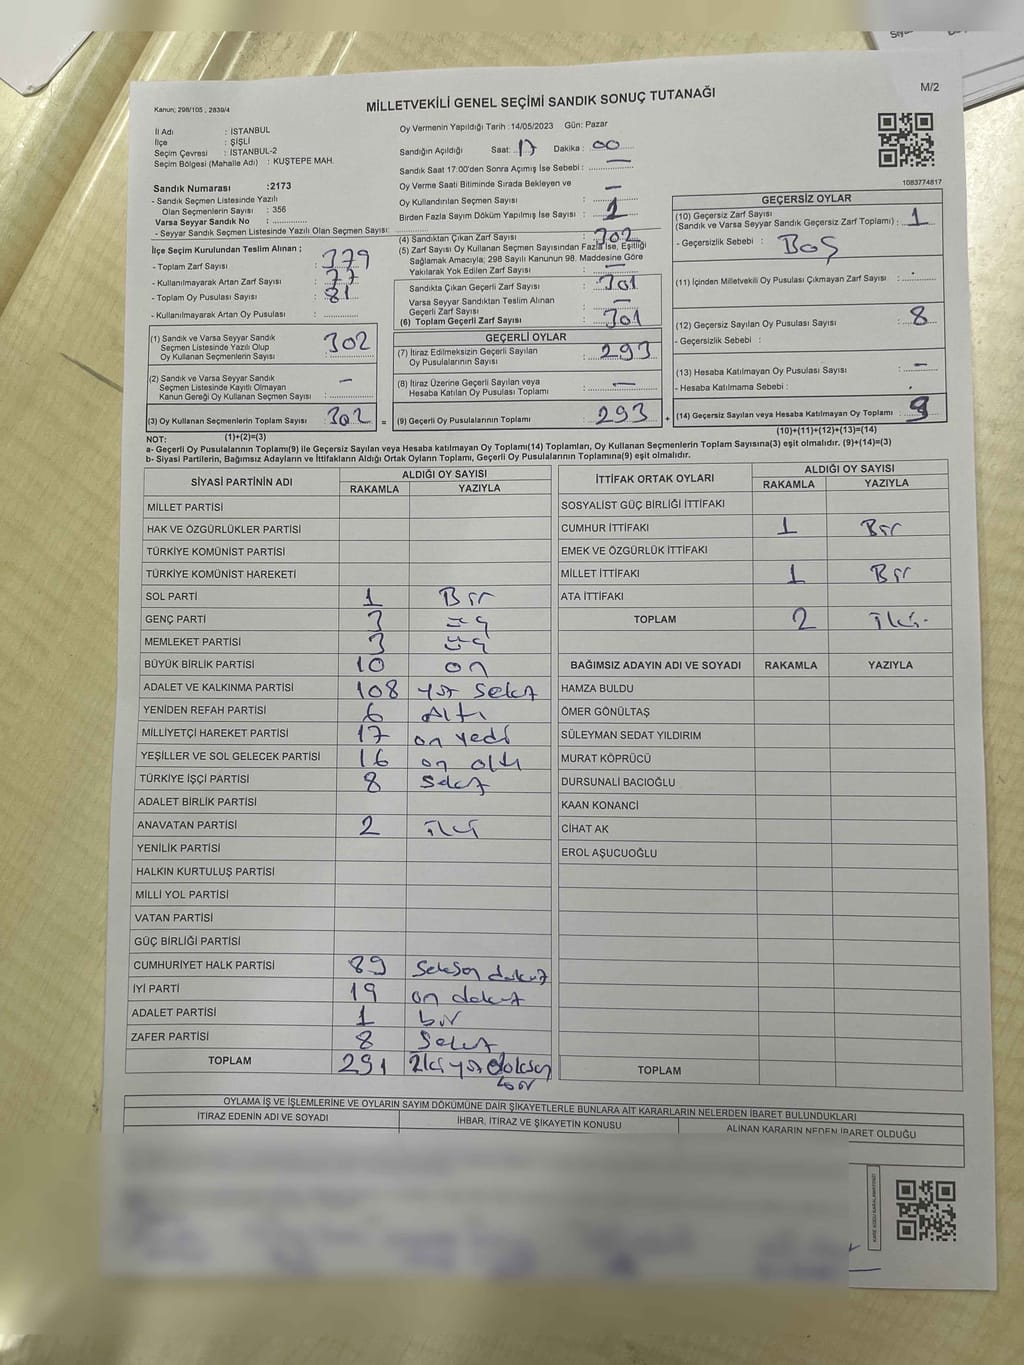 M/2
Kanun; 298/105 , 2839/4
MİLLETVEKİLİ GENEL SEÇİMİ SANDIK SONUÇ TUTANAĞI
İl Adı : İSTANBUL
İlçe : ŞİŞLİ
Seçim Çevresi : İSTANBUL-2
Seçim Bölgesi (Mahalle Adı) : KUŞTEPE MAH.
Sandık Numarası :2173
- Sandık Seçmen Listesinde Yazılı
Olan Seçmenlerin Sayısı : 356
Varsa Seyyar Sandık No :
- Seyyar Sandık Seçmen Listesinde Yazılı Olan Seçmen Sayısı:
Oy Vermenin Yapıldığı Tarih :14/05/2023 Gün: Pazar
Sandığın Açıldığı Saat: 17 Dakika : 00
Sandık Saat 17:00'den Sonra Açımış İse Sebebi : —
Oy Verme Saati Bitiminde Sırada Bekleyen ve
Oy Kullandırılan Seçmen Sayısı : —
Birden Fazla Sayım Döküm Yapılmış İse Sayısı : 1
1083774817
İlçe Seçim Kurulundan Teslim Alınan ;
- Toplam Zarf Sayısı : 379
- Kullanılmayarak Artan Zarf Sayısı : 77
- Toplam Oy Pusulası Sayısı : 81
- Kullanılmayarak Artan Oy Pusulası :
(1) Sandık ve Varsa Seyyar Sandık
Seçmen Listesinde Yazılı Olup
Oy Kullanan Seçmenlerin Sayısı : 302
(2) Sandık ve Varsa Seyyar Sandık
Seçmen Listesinde Kayıtlı Olmayan
Kanun Gereği Oy Kullanan Seçmen Sayısı : —
(3) Oy Kullanan Seçmenlerin Toplam Sayısı : 302 =
(4) Sandıktan Çıkan Zarf Sayısı : 302
(5) Zarf Sayısı Oy Kullanan Seçmen Sayısından Fazla İse, Eşitliği
Sağlamak Amacıyla; 298 Sayılı Kanunun 98. Maddesine Göre
Yakılarak Yok Edilen Zarf Sayısı : —
Sandıkta Çıkan Geçerli Zarf Sayısı : 301
Varsa Seyyar Sandıktan Teslim Alınan
Geçerli Zarf Sayısı : —
(6) Toplam Geçerli Zarf Sayısı : 301
GEÇERLİ OYLAR
(7) İtiraz Edilmeksizin Geçerli Sayılan
Oy Pusulalarının Sayısı : 293
(8) İtiraz Üzerine Geçerli Sayılan veya
Hesaba Katılan Oy Pusulası Toplamı : —
(9) Geçerli Oy Pusulalarının Toplamı : 293 +
GEÇERSİZ OYLAR
(10) Geçersiz Zarf Sayısı
(Sandık ve Varsa Seyyar Sandık Geçersiz Zarf Toplamı) : 1
- Geçersizlik Sebebi : BOŞ
(11) İçinden Milletvekili Oy Pusulası Çıkmayan Zarf Sayısı :
(12) Geçersiz Sayılan Oy Pusulası Sayısı : 8
- Geçersizlik Sebebi :
(13) Hesaba Katılmayan Oy Pusulası Sayısı : —
- Hesaba Katılmama Sebebi :
(14) Geçersiz Sayılan veya Hesaba Katılmayan Oy Toplamı : 9
NOT: (1)+(2)=(3) (10)+(11)+(12)+(13)=(14)
a- Geçerli Oy Pusulalarının Toplamı(9) ile Geçersiz Sayılan veya Hesaba katılmayan Oy Toplamı(14) Toplamları, Oy Kullanan Seçmenlerin Toplam Sayısına(3) eşit olmalıdır. (9)+(14)=(3)
b- Siyasi Partilerin, Bağımsız Adayların ve İttifakların Aldığı Ortak Oyların Toplamı, Geçerli Oy Pusulalarının Toplamına(9) eşit olmalıdır.
SİYASİ PARTİNİN ADI ALDIĞI OY SAYISI
RAKAMLA YAZIYLA
MİLLET PARTİSİ
HAK VE ÖZGÜRLÜKLER PARTİSİ
TÜRKİYE KOMÜNİST PARTİSİ
TÜRKİYE KOMÜNİST HAREKETİ
SOL PARTİ 1 Bir
GENÇ PARTİ 3 üç
MEMLEKET PARTİSİ 3 üç
BÜYÜK BİRLİK PARTİSİ 10 on
ADALET VE KALKINMA PARTİSİ 108 yüz sekiz
YENİDEN REFAH PARTİSİ 6 Altı
MİLLİYETÇİ HAREKET PARTİSİ 17 on yedi
YEŞİLLER VE SOL GELECEK PARTİSİ 16 on altı
TÜRKİYE İŞÇİ PARTİSİ 8 sekiz
ADALET BİRLİK PARTİSİ
ANAVATAN PARTİSİ 2 iki
YENİLİK PARTİSİ
HALKIN KURTULUŞ PARTİSİ
MİLLİ YOL PARTİSİ
VATAN PARTİSİ
GÜÇ BİRLİĞİ PARTİSİ
CUMHURİYET HALK PARTİSİ 89 seksen dokuz
İYİ PARTİ 19 on dokuz
ADALET PARTİSİ 1 bir
ZAFER PARTİSİ 8 Sekiz
TOPLAM 291 İkiyüz doksan
bir
İTTİFAK ORTAK OYLARI ALDIĞI OY SAYISI
RAKAMLA YAZIYLA
SOSYALİST GÜÇ BİRLİĞİ İTTİFAKI
CUMHUR İTTİFAKI 1 Bir
EMEK VE ÖZGÜRLÜK İTTİFAKI
MİLLET İTTİFAKI 1 Bir
ATA İTTİFAKI
TOPLAM 2 iki.
BAĞIMSIZ ADAYIN ADI VE SOYADI RAKAMLA YAZIYLA
HAMZA BULDU
ÖMER GÖNÜLTAŞ
SÜLEYMAN SEDAT YILDIRIM
MURAT KÖPRÜCÜ
DURSUNALİ BACIOĞLU
KAAN KONANCİ
CİHAT AK
EROL AŞUCUOĞLU
TOPLAM
OYLAMA İŞ VE İŞLEMLERİNE VE OYLARIN SAYIM DÖKÜMÜNE DAİR ŞİKAYETLERLE BUNLARA AİT KARARLARIN NELERDEN İBARET BULUNDUKLARI
İTİRAZ EDENİN ADI VE SOYADI İHBAR, İTİRAZ VE ŞİKAYETİN KONUSU ALINAN KARARIN NEDEN İBARET OLDUĞU
KARE KODU KARALAMAYINIZ!